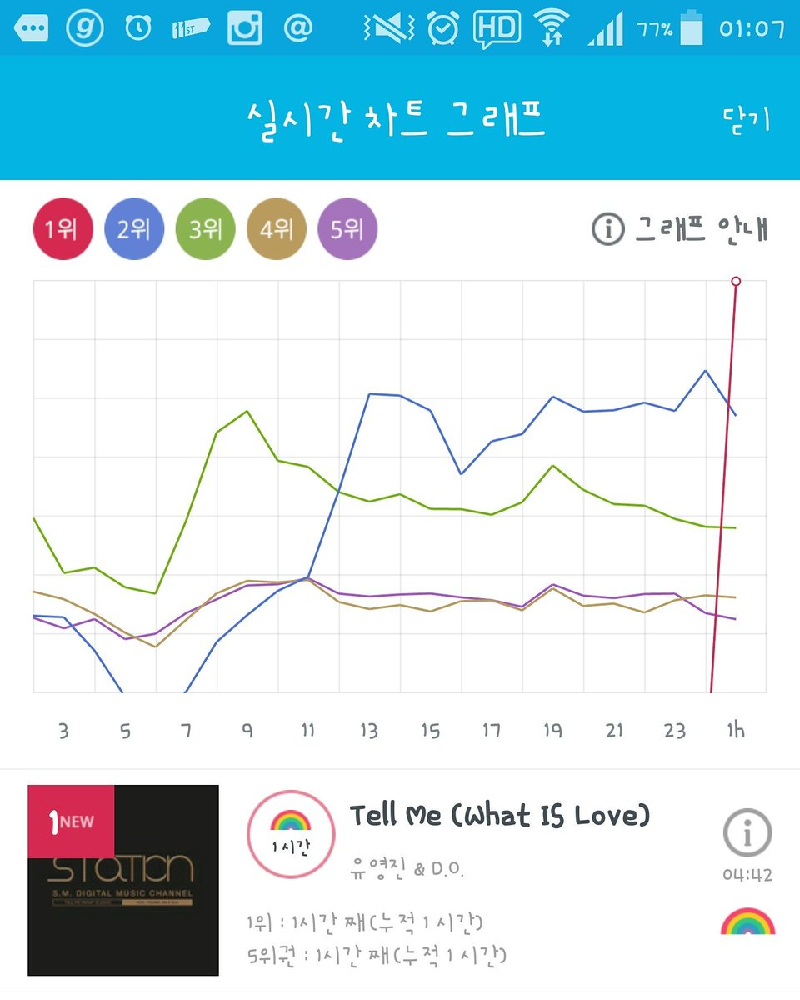 g 11ST @ HD 77% 01:07
실시간 차트 그래프 닫기
1위 2위 3위 4위 5위 i 그래프 안내
3 5 7 9 11 13 15 17 19 21 23 1h
1 NEW
STATION
S.M. DIGITAL MUSIC CHANNEL
1시간
Tell Me (What IS Love)
유영진 & D.O.
i
04:42
1위 : 1시간 째(누적 1 시간)
5위권 : 1시간 째(누적 1 시간)